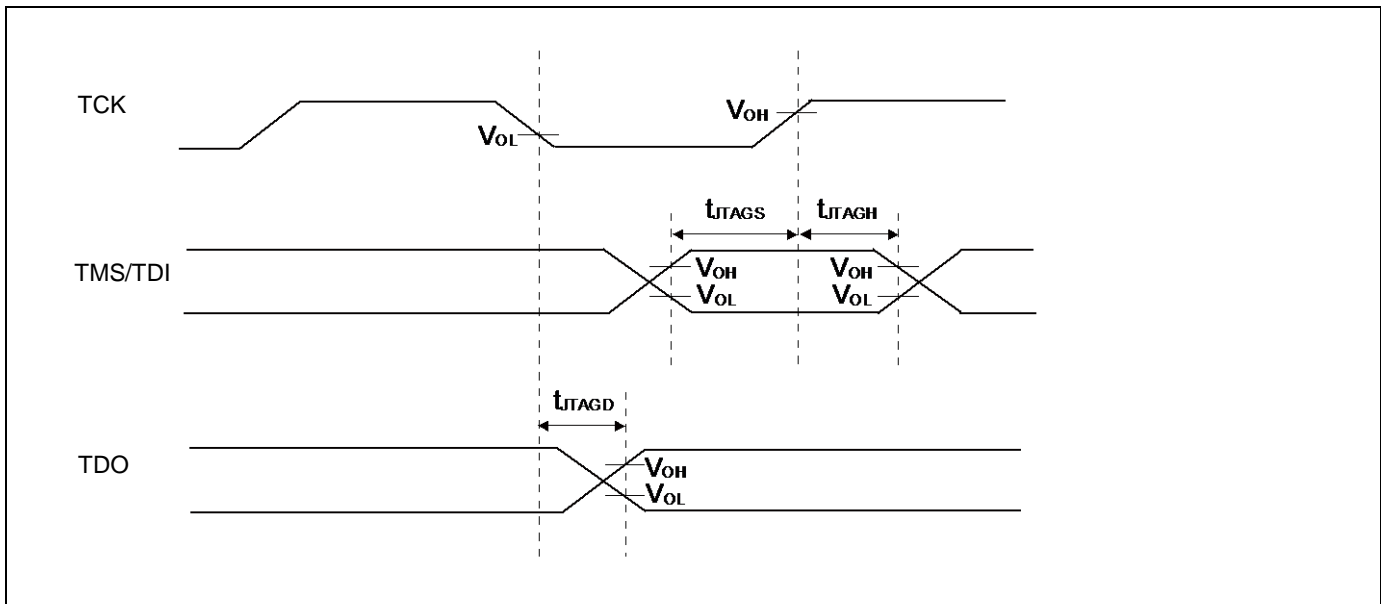 TCK
VOL
VOH
tJTAGS
tJTAGH
TMS/TDI
VOH
VOH
VOL
VOL
tJTAGD
TDO
VOH
VOL